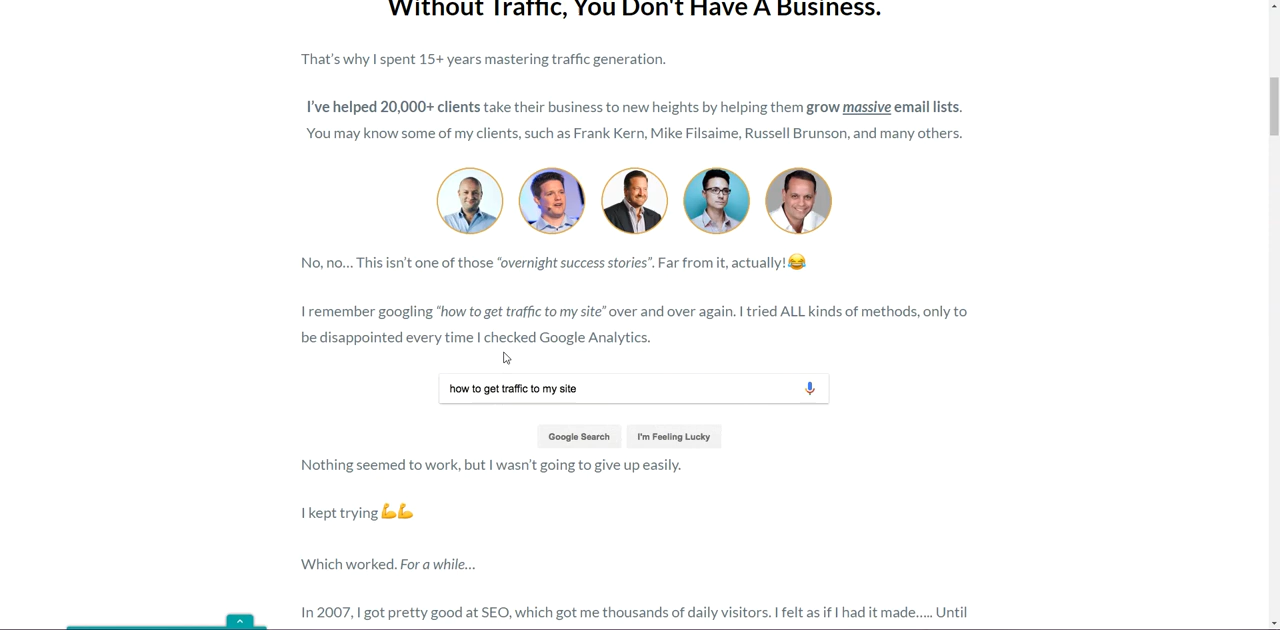 Without Traffic, You Don't Have A Business.
That’s why I spent 15+ years mastering traffic generation.
I’ve helped 20,000+ clients take their business to new heights by helping them grow massive email lists.
You may know some of my clients, such as Frank Kern, Mike Filsaime, Russell Brunson, and many others.
No, no… This isn’t one of those “overnight success stories”. Far from it, actually!😂
I remember googling “how to get traffic to my site” over and over again. I tried ALL kinds of methods, only to
be disappointed every time I checked Google Analytics.
how to get traffic to my site
Google Search I'm Feeling Lucky
Nothing seemed to work, but I wasn’t going to give up easily.
I kept trying 💪💪
Which worked. For a while…
In 2007, I got pretty good at SEO, which got me thousands of daily visitors. I felt as if I had it made….. Until